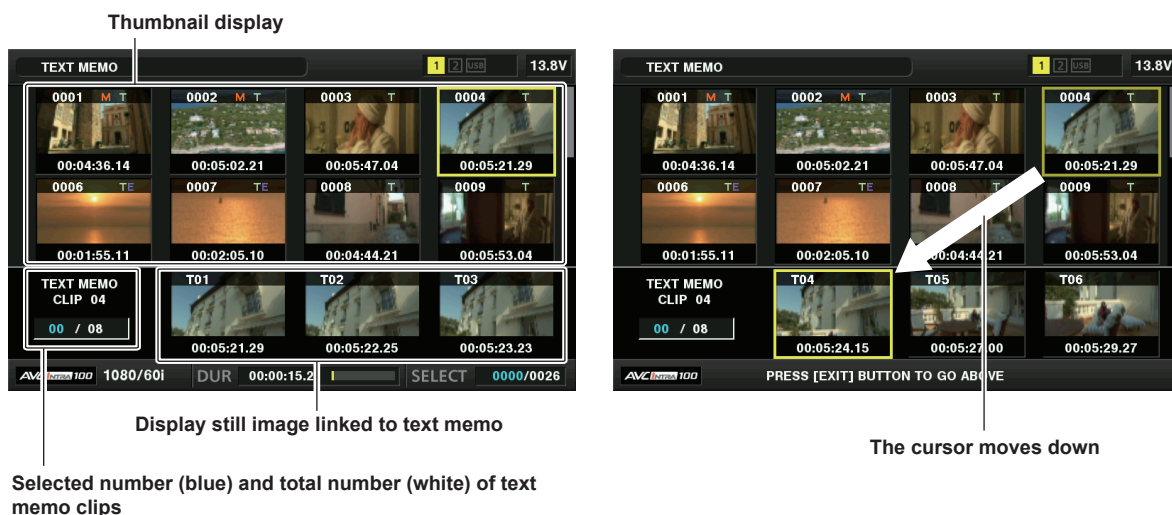 Thumbnail display
TEXT MEMO
1 2 USB
13.8V
0001 M T
0002 M T
0003 T
0004 T
00:04:36.14
00:05:02.21
00:05:47.04
00:05:21.29
0006 TE
0007 TE
0008 T
0009 T
00:01:55.11
00:02:05.10
00:04:44.21
00:05:53.04
TEXT MEMO
CLIP 04
00 / 08
T01
T02
T03
00:05:21.29
00:05:22.25
00:05:23.23
AVC INTRA 100 1080/60i DUR 00:00:15.2 SELECT 0000/0026
Display still image linked to text memo
Selected number (blue) and total number (white) of text
memo clips
TEXT MEMO
1 2 USB
13.8V
0001 M T
0002 M T
0003 T
0004 T
00:04:36.14
00:05:02.21
00:05:47.04
00:05:21.29
0006 TE
0007 TE
0008 T
0009 T
00:01:55.11
00:02:05.10
00:04:44.21
00:05:53.04
TEXT MEMO
CLIP 04
00 / 08
T04
T05
T06
00:05:24.15
00:05:27.00
00:05:29.27
AVC INTRA 100 PRESS [EXIT] BUTTON TO GO ABOVE
The cursor moves down